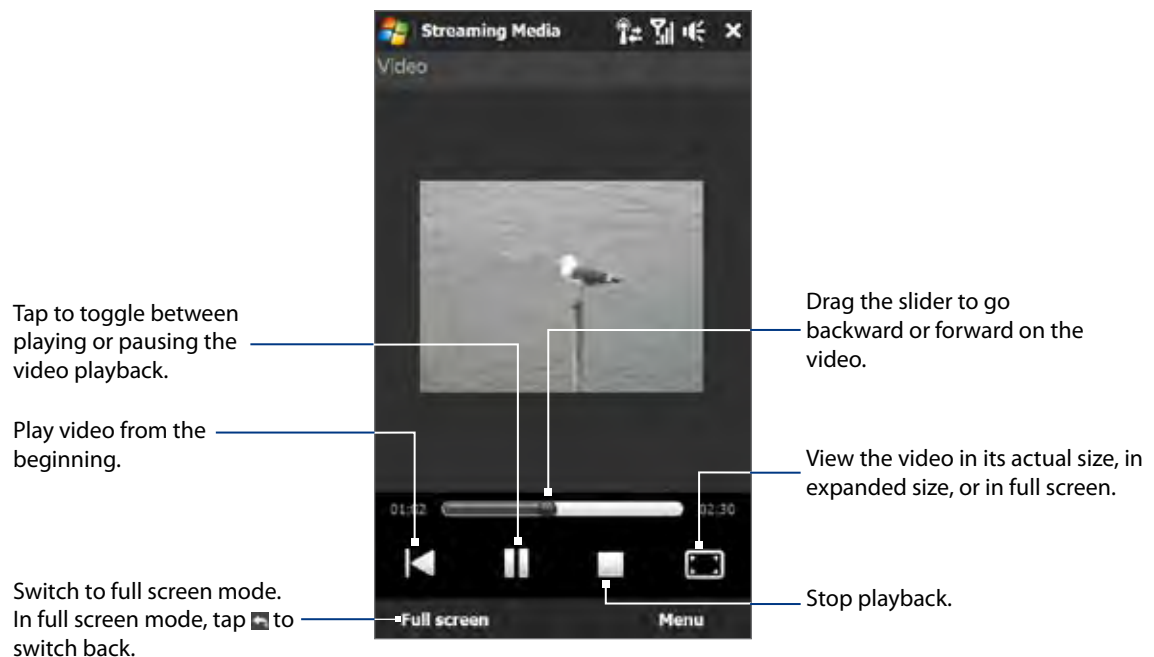 Streaming Media
Video
Tap to toggle between
playing or pausing the
video playback.
Play video from the
beginning.
Switch to full screen mode.
In full screen mode, tap to
switch back.
Drag the slider to go
backward or forward on the
video.
View the video in its actual size, in
expanded size, or in full screen.
Stop playback.
01:02
02:30
Full screen
Menu